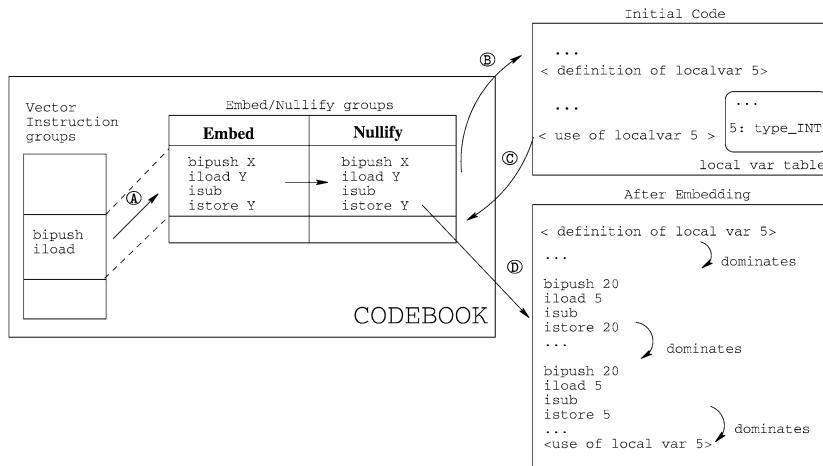 Vector
Instruction
groups
bipush
iload
Ⓐ
Embed/Nullify groups
Embed Nullify
bipush X bipush X
iload Y iload Y
isub isub
istore Y istore Y
CODEBOOK
Ⓑ
Ⓒ
Ⓓ
Initial Code
...
< definition of localvar 5>
...
< use of localvar 5 >
...
5: type_INT
local var table
After Embedding
< definition of local var 5>
...
dominates
bipush 20
iload 5
isub
istore 20
...
dominates
bipush 20
iload 5
isub
istore 5
...
dominates
<use of local var 5>